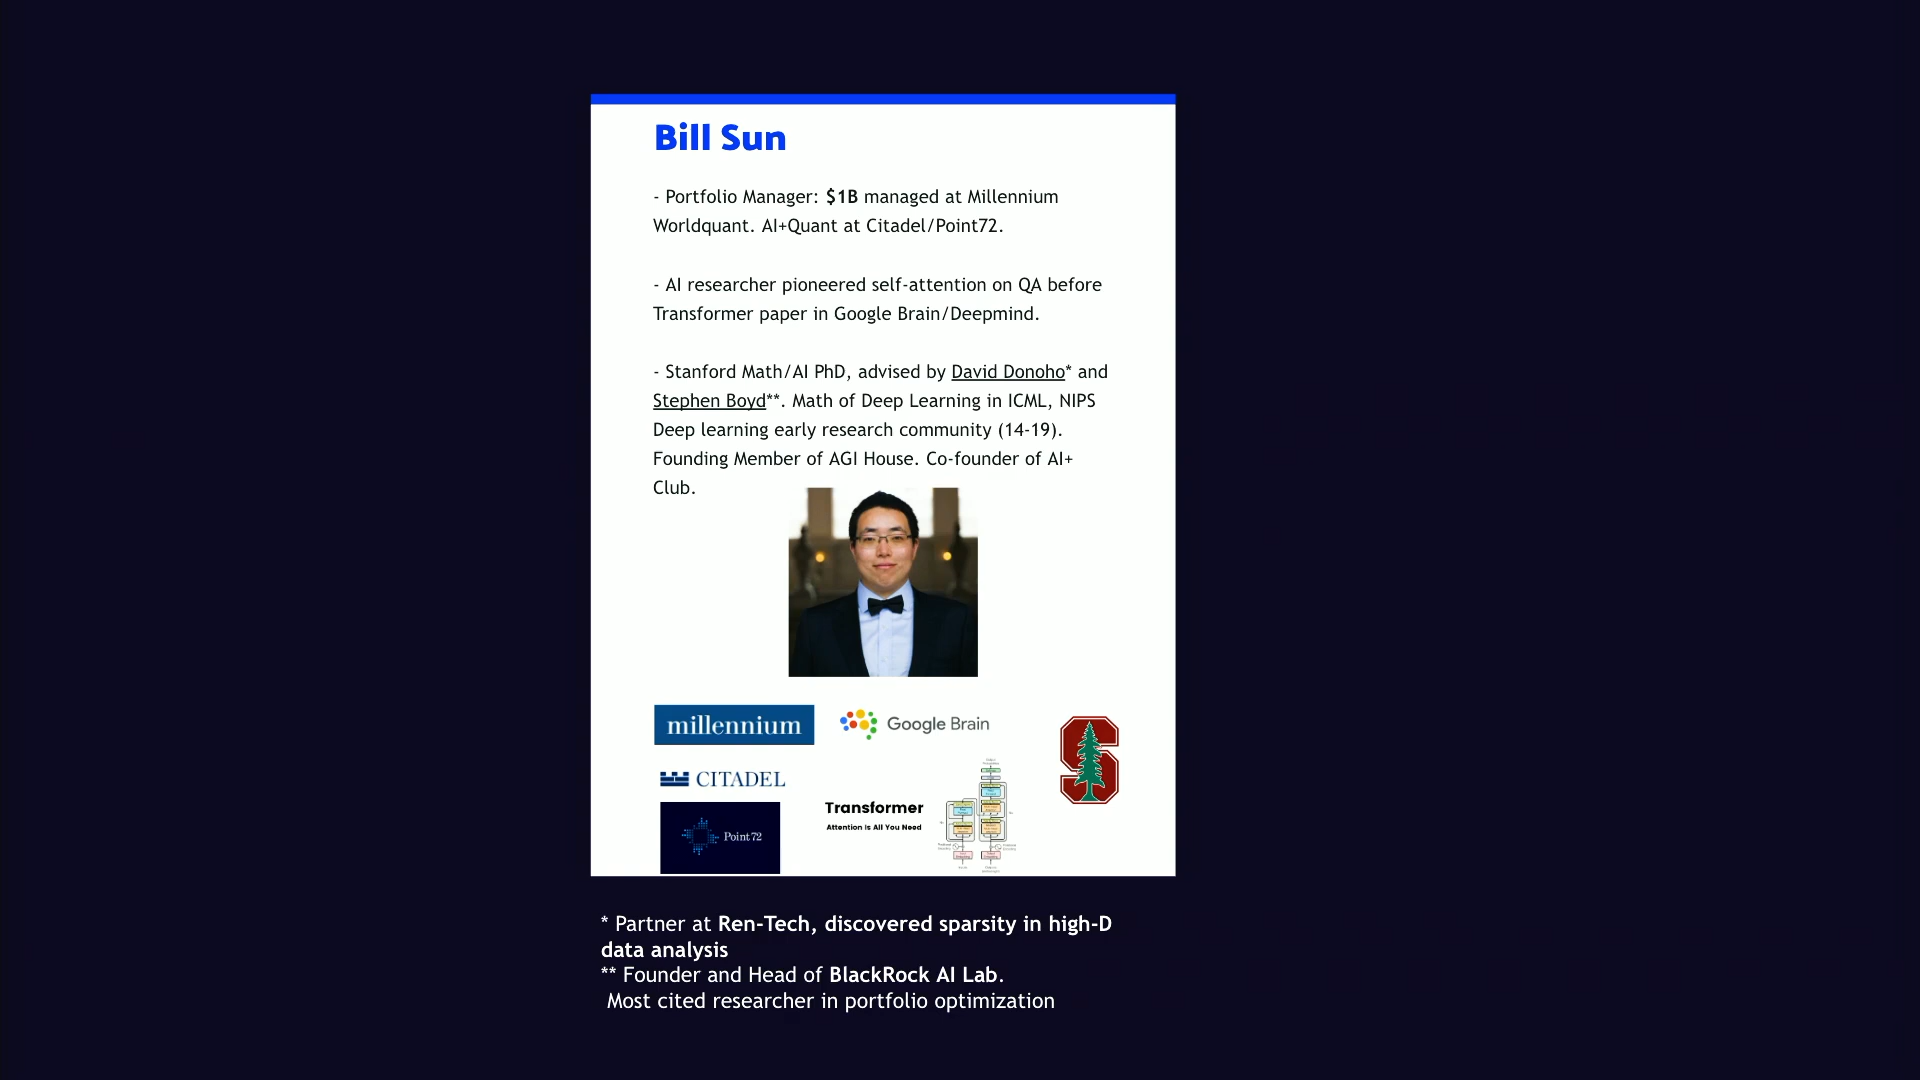 Bill Sun
- Portfolio Manager: $1B managed at Millennium
Worldquant. AI+Quant at Citadel/Point72.
- AI researcher pioneered self-attention on QA before
Transformer paper in Google Brain/Deepmind.
- Stanford Math/AI PhD, advised by David Donoho* and
Stephen Boyd**. Math of Deep Learning in ICML, NIPS
Deep learning early research community (14-19).
Founding Member of AGI House. Co-founder of AI+
Club.
millennium
Google Brain
CITADEL
Transformer
Attention Is All You Need
Point72
* Partner at Ren-Tech, discovered sparsity in high-D
data analysis
** Founder and Head of BlackRock AI Lab.
Most cited researcher in portfolio optimization